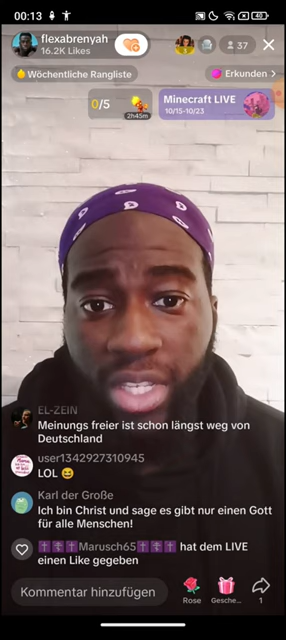 00:13
40
flexabrenyah
16.2K Likes
37
Wöchentliche Rangliste
Erkunden >
0/5
2h45m
Minecraft LIVE
10/15-10/23
EL-ZEIN
Meinungs freier ist schon längst weg von
Deutschland
user1342927310945
LOL 😆
Karl der Große
Ich bin Christ und sage es gibt nur einen Gott
für alle Menschen!
✝️☦️✝️Marusch65✝️☦️✝️ hat dem LIVE
einen Like gegeben
Kommentar hinzufügen
Rose
Gesche...
1